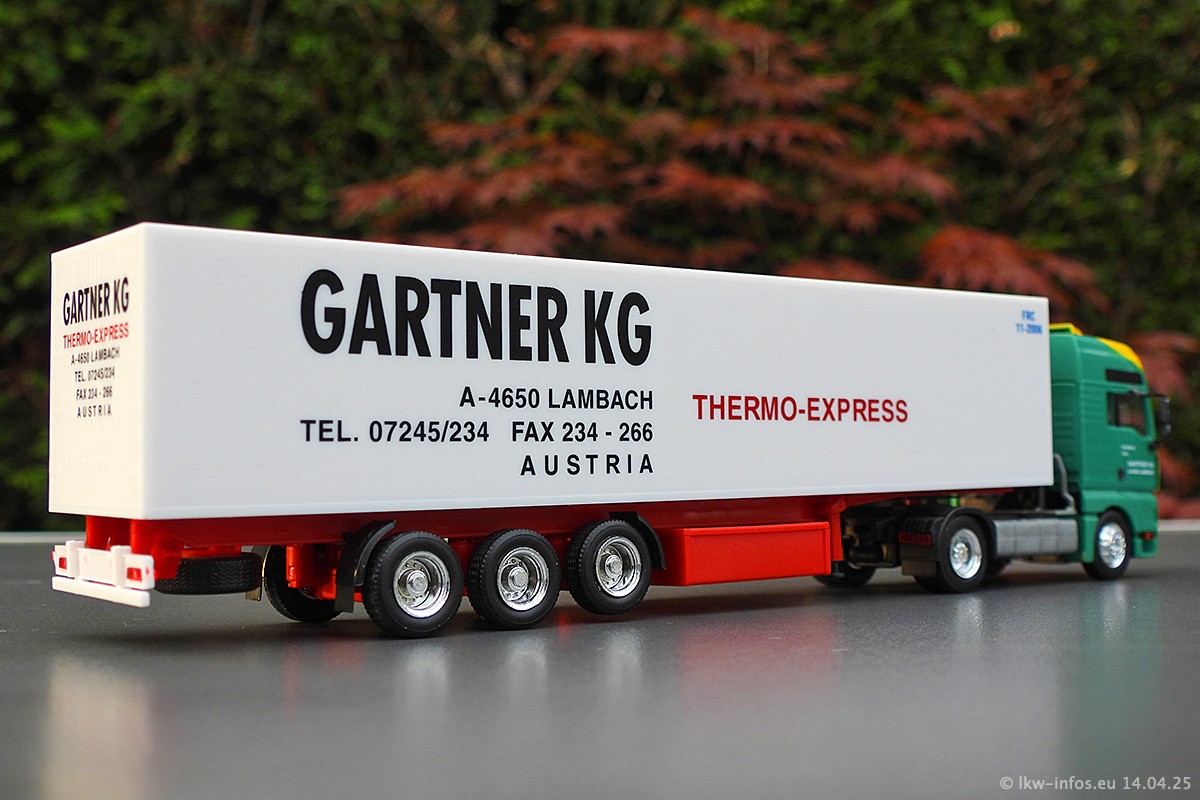 GARTNER KG
THERMO-EXPRESS
A-4650 LAMBACH
TEL. 07245/234
FAX 234 - 266
AUSTRIA
GARTNER KG
A-4650 LAMBACH
TEL. 07245/234 FAX 234 - 266
AUSTRIA
THERMO-EXPRESS
FRC
11-2006
© lkw-infos.eu 14.04.25